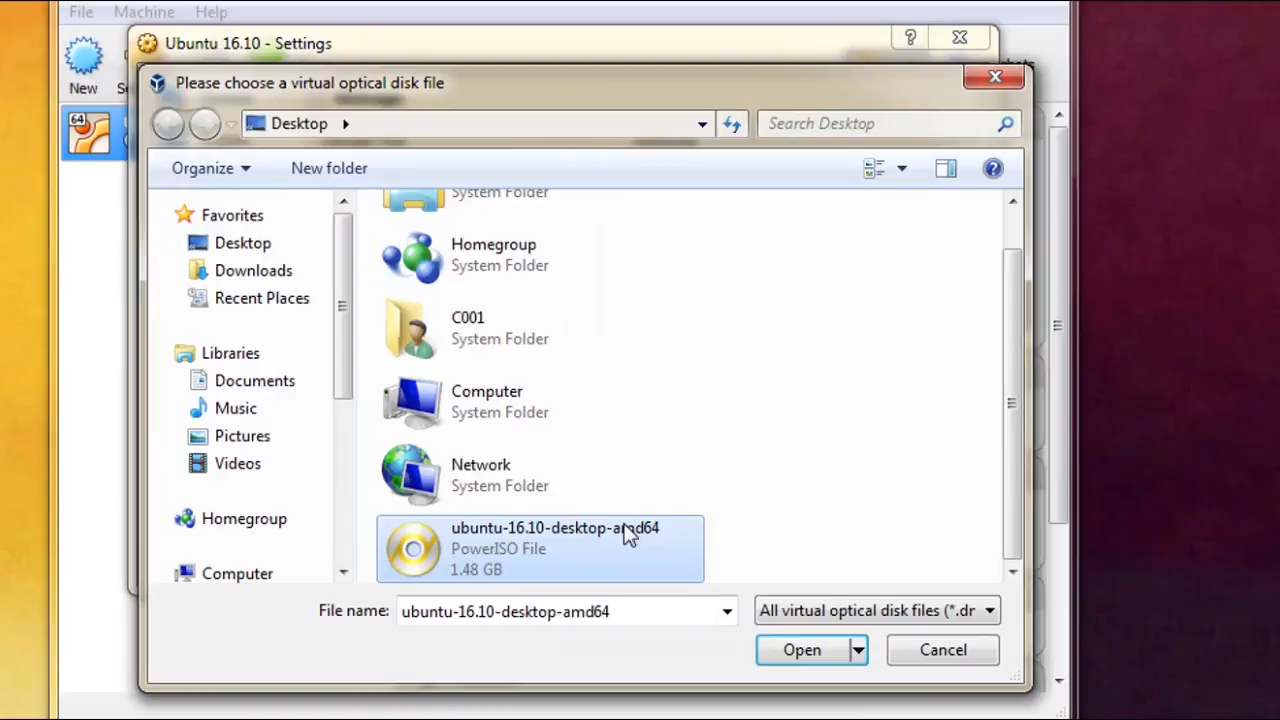 File Machine Help
Ubuntu 16.10 - Settings
New
Please choose a virtual optical disk file
64
Desktop
Search Desktop
Organize
New folder
System Folder
Favorites
Desktop
Downloads
Recent Places
Libraries
Documents
Music
Pictures
Videos
Homegroup
Computer
Homegroup
System Folder
C001
System Folder
Computer
System Folder
Network
System Folder
ubuntu-16.10-desktop-amd64
PowerISO File
1.48 GB
File name:
ubuntu-16.10-desktop-amd64
All virtual optical disk files (*.dr
Open
Cancel